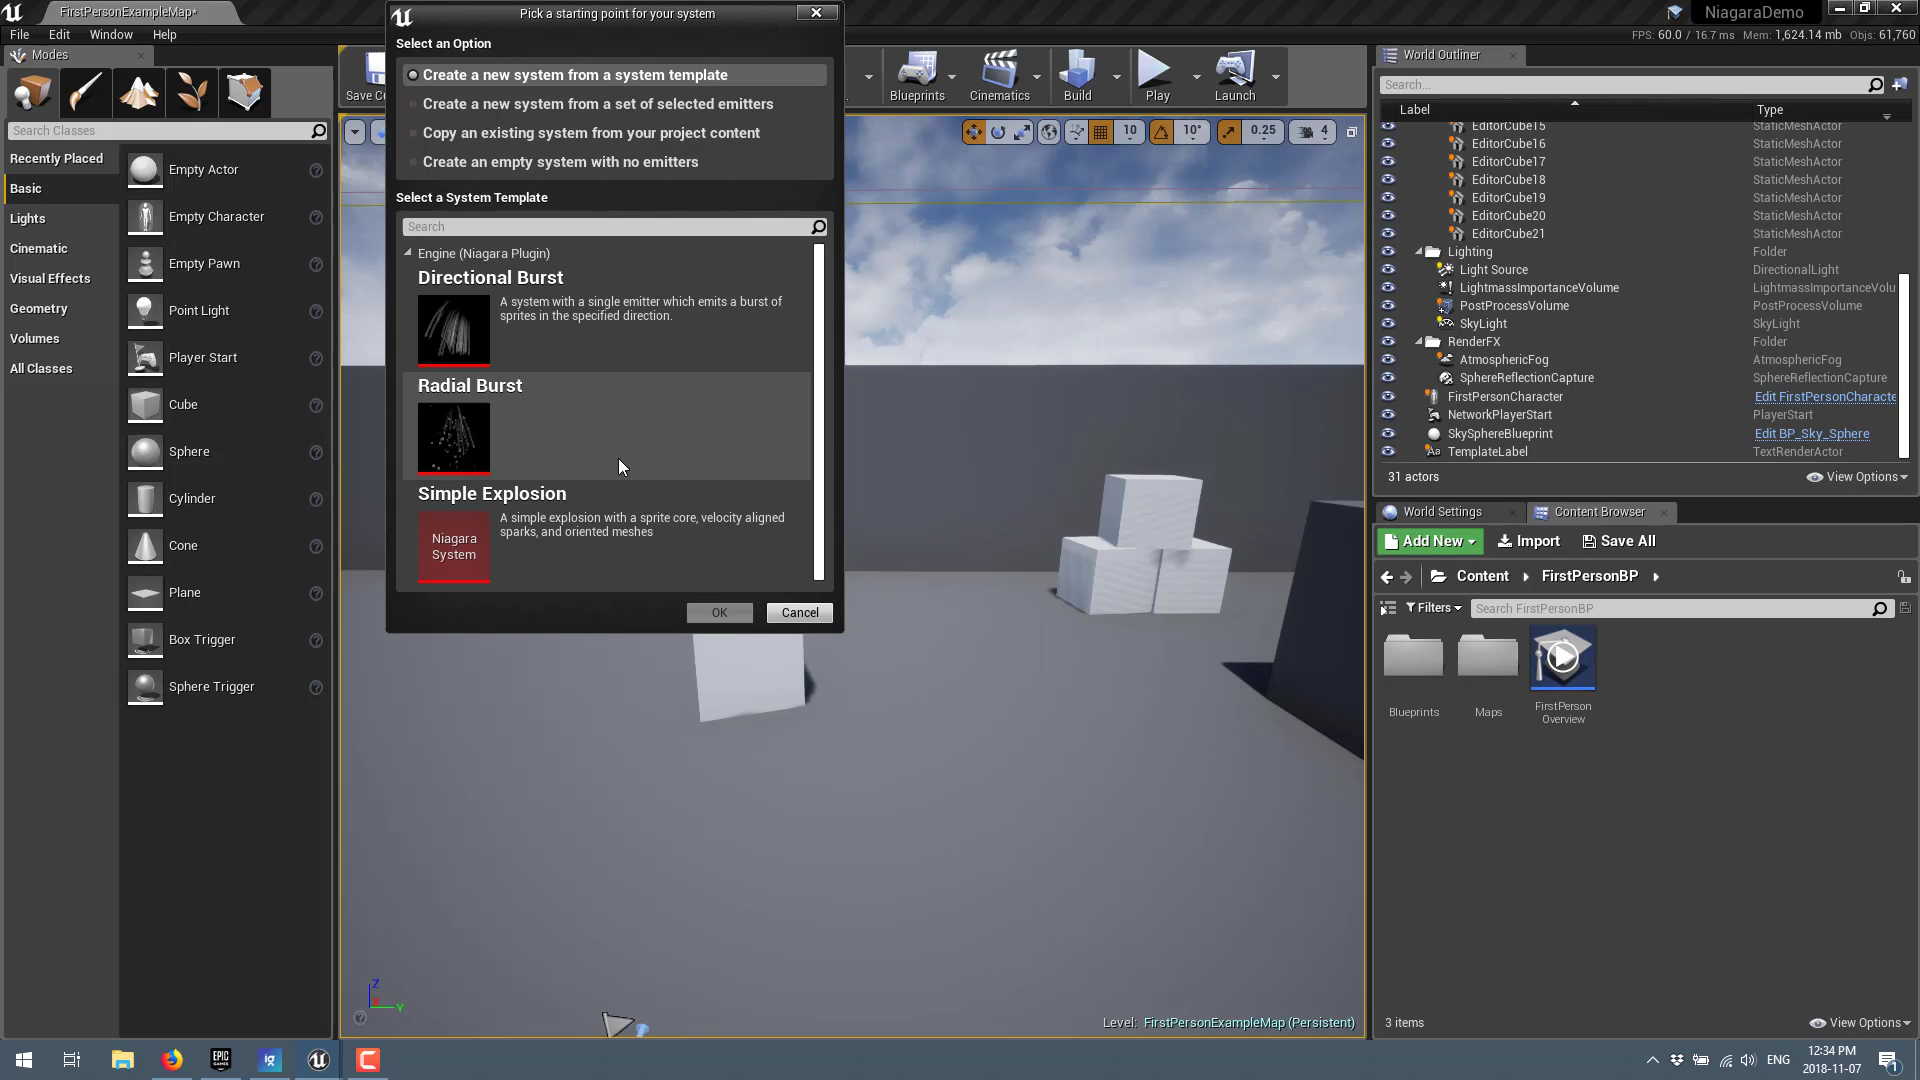 FirstPersonExampleMap*
NiagaraDemo
File Edit Window Help
FPS: 60.0 / 16.7 ms Mem: 1,624.14 mb Objs: 61,760
Modes
Search Classes
Recently Placed
Basic
Lights
Cinematic
Visual Effects
Geometry
Volumes
All Classes
Empty Actor
Empty Character
Empty Pawn
Point Light
Player Start
Cube
Sphere
Cylinder
Cone
Plane
Box Trigger
Sphere Trigger
Pick a starting point for your system
Select an Option
Create a new system from a system template
Create a new system from a set of selected emitters
Copy an existing system from your project content
Create an empty system with no emitters
Select a System Template
Search
Engine (Niagara Plugin)
Directional Burst
A system with a single emitter which emits a burst of
sprites in the specified direction.
Radial Burst
Simple Explosion
Niagara
System
A simple explosion with a sprite core, velocity aligned
sparks, and oriented meshes
OK Cancel
Save Cu
Blueprints Cinematics Build Play Launch
10 10° 0.25 4
Level: FirstPersonExampleMap (Persistent)
World Outliner
Search...
Label Type
EditorCube15 StaticMeshActor
EditorCube16 StaticMeshActor
EditorCube17 StaticMeshActor
EditorCube18 StaticMeshActor
EditorCube19 StaticMeshActor
EditorCube20 StaticMeshActor
EditorCube21 StaticMeshActor
Lighting Folder
Light Source DirectionalLight
LightmassImportanceVolume LightmassImportanceVolu
PostProcessVolume PostProcessVolume
SkyLight SkyLight
RenderFX Folder
AtmosphericFog AtmosphericFog
SphereReflectionCapture SphereReflectionCapture
FirstPersonCharacter Edit FirstPersonCharacte
NetworkPlayerStart PlayerStart
SkySphereBlueprint Edit BP_Sky_Sphere
TemplateLabel TextRenderActor
31 actors View Options
World Settings Content Browser
Add New Import Save All
Content FirstPersonBP
Filters Search FirstPersonBP
Blueprints
Maps
FirstPerson
Overview
3 items View Options
Z
X
Y
EPIC
GAMES
ig
ENG
12:34 PM
2018-11-07
1